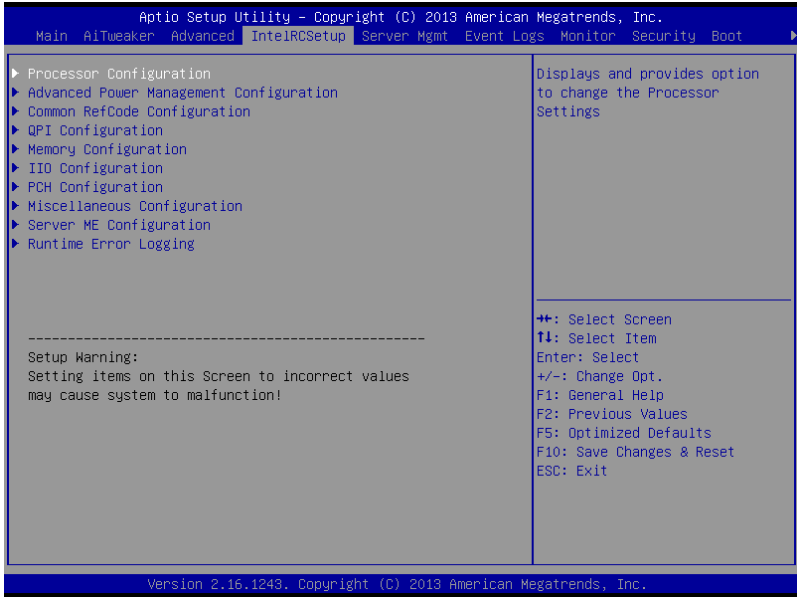 Aptio Setup Utility – Copyright (C) 2013 American Megatrends, Inc.
Main AiTweaker Advanced IntelRCSetup Server Mgmt Event Logs Monitor Security Boot
Processor Configuration
Advanced Power Management Configuration
Common RefCode Configuration
QPI Configuration
Memory Configuration
IIO Configuration
PCH Configuration
Miscellaneous Configuration
Server ME Configuration
Runtime Error Logging
-------------------------------------------------
Setup Warning:
Setting items on this Screen to incorrect values
may cause system to malfunction!
Displays and provides option
to change the Processor
Settings
→←: Select Screen
↑↓: Select Item
Enter: Select
+/-: Change Opt.
F1: General Help
F2: Previous Values
F5: Optimized Defaults
F10: Save Changes & Reset
ESC: Exit
Version 2.16.1243. Copyright (C) 2013 American Megatrends, Inc.